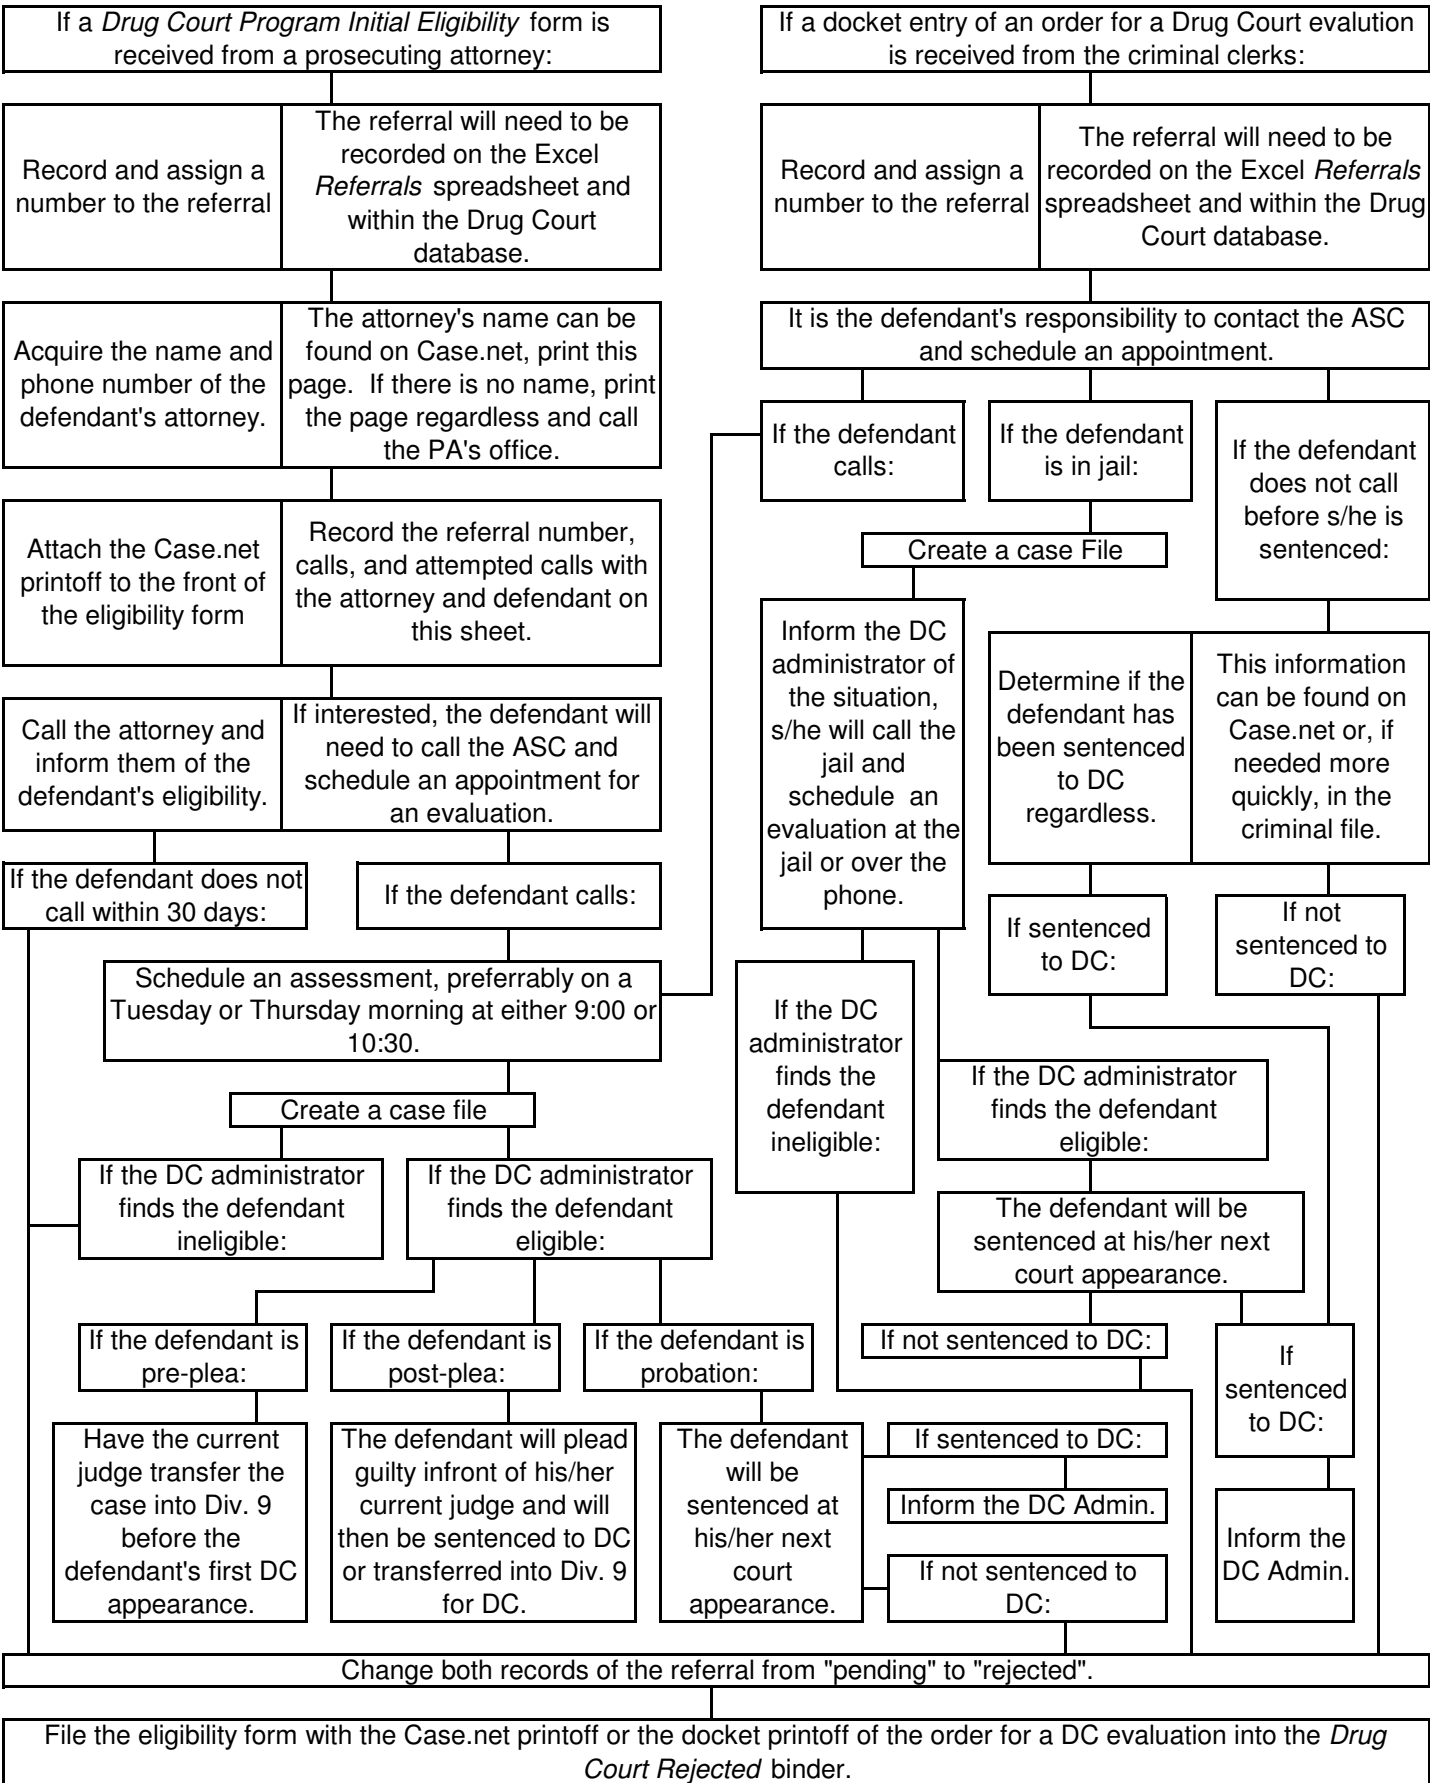 If a Drug Court Program Initial Eligibility form is
received from a prosecuting attorney:
If a docket entry of an order for a Drug Court evalution
is received from the criminal clerks:
Record and assign a
number to the referral
The referral will need to be
recorded on the Excel
Referrals spreadsheet and
within the Drug Court
database.
Record and assign a
number to the referral
The referral will need to be
recorded on the Excel Referrals
spreadsheet and within the Drug
Court database.
Acquire the name and
phone number of the
defendant's attorney.
The attorney's name can be
found on Case.net, print this
page. If there is no name, print
the page regardless and call
the PA's office.
It is the defendant's responsibility to contact the ASC
and schedule an appointment.
If the defendant
calls:
If the defendant
is in jail:
If the defendant
does not call
before s/he is
sentenced:
Attach the Case.net
printoff to the front of
the eligibility form
Record the referral number,
calls, and attempted calls with
the attorney and defendant on
this sheet.
Create a case File
Inform the DC
administrator of
the situation,
s/he will call the
jail and
schedule an
evaluation at the
jail or over the
phone.
Determine if the
defendant has
been sentenced
to DC
regardless.
This information
can be found on
Case.net or, if
needed more
quickly, in the
criminal file.
Call the attorney and
inform them of the
defendant's eligibility.
If interested, the defendant will
need to call the ASC and
schedule an appointment for
an evaluation.
If the defendant does not
call within 30 days:
If the defendant calls:
If sentenced
to DC:
If not
sentenced to
DC:
Schedule an assessment, preferrably on a
Tuesday or Thursday morning at either 9:00 or
10:30.
If the DC
administrator
finds the
defendant
ineligible:
If the DC administrator
finds the defendant
eligible:
Create a case file
If the DC administrator
finds the defendant
ineligible:
If the DC administrator
finds the defendant
eligible:
The defendant will be
sentenced at his/her next
court appearance.
If the defendant is
pre-plea:
If the defendant is
post-plea:
If the defendant is
probation:
If not sentenced to DC:
If
sentenced
to DC:
Have the current
judge transfer the
case into Div. 9
before the
defendant's first DC
appearance.
The defendant will plead
guilty infront of his/her
current judge and will
then be sentenced to DC
or transferred into Div. 9
for DC.
The defendant
will be
sentenced at
his/her next
court
appearance.
If sentenced to DC:
Inform the DC Admin.
If not sentenced to
DC:
Inform the
DC Admin.
Change both records of the referral from "pending" to "rejected".
File the eligibility form with the Case.net printoff or the docket printoff of the order for a DC evaluation into the Drug
Court Rejected binder.